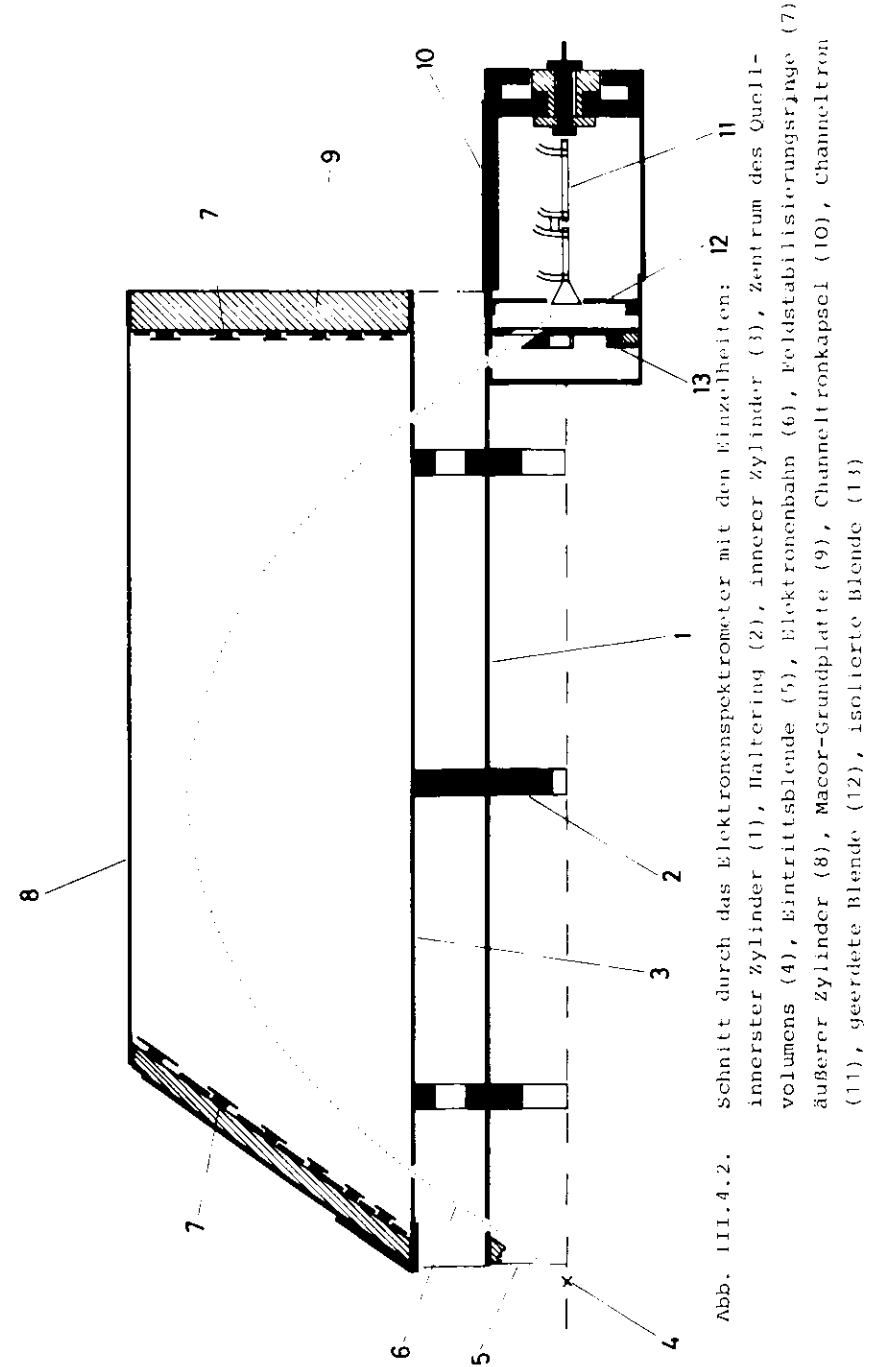 8
7
9
10
7
11
12
13
1
2
3
6
5
4
Abb. III.4.2. Schnitt durch das Elektronenspektrometer mit den Einzelheiten:
innerster Zylinder (1), Haltering (2), innerer Zylinder (3), Zentrum des Quell-
volumens (4), Eintrittsblende (5), Elektronenbahn (6), Feldstabilisierungsringe (7)
äußerer Zylinder (8), Macor-Grundplatte (9), Channeltronkapsel (10), Channeltron
(11), geerdete Blende (12), isolierte Blende (13)